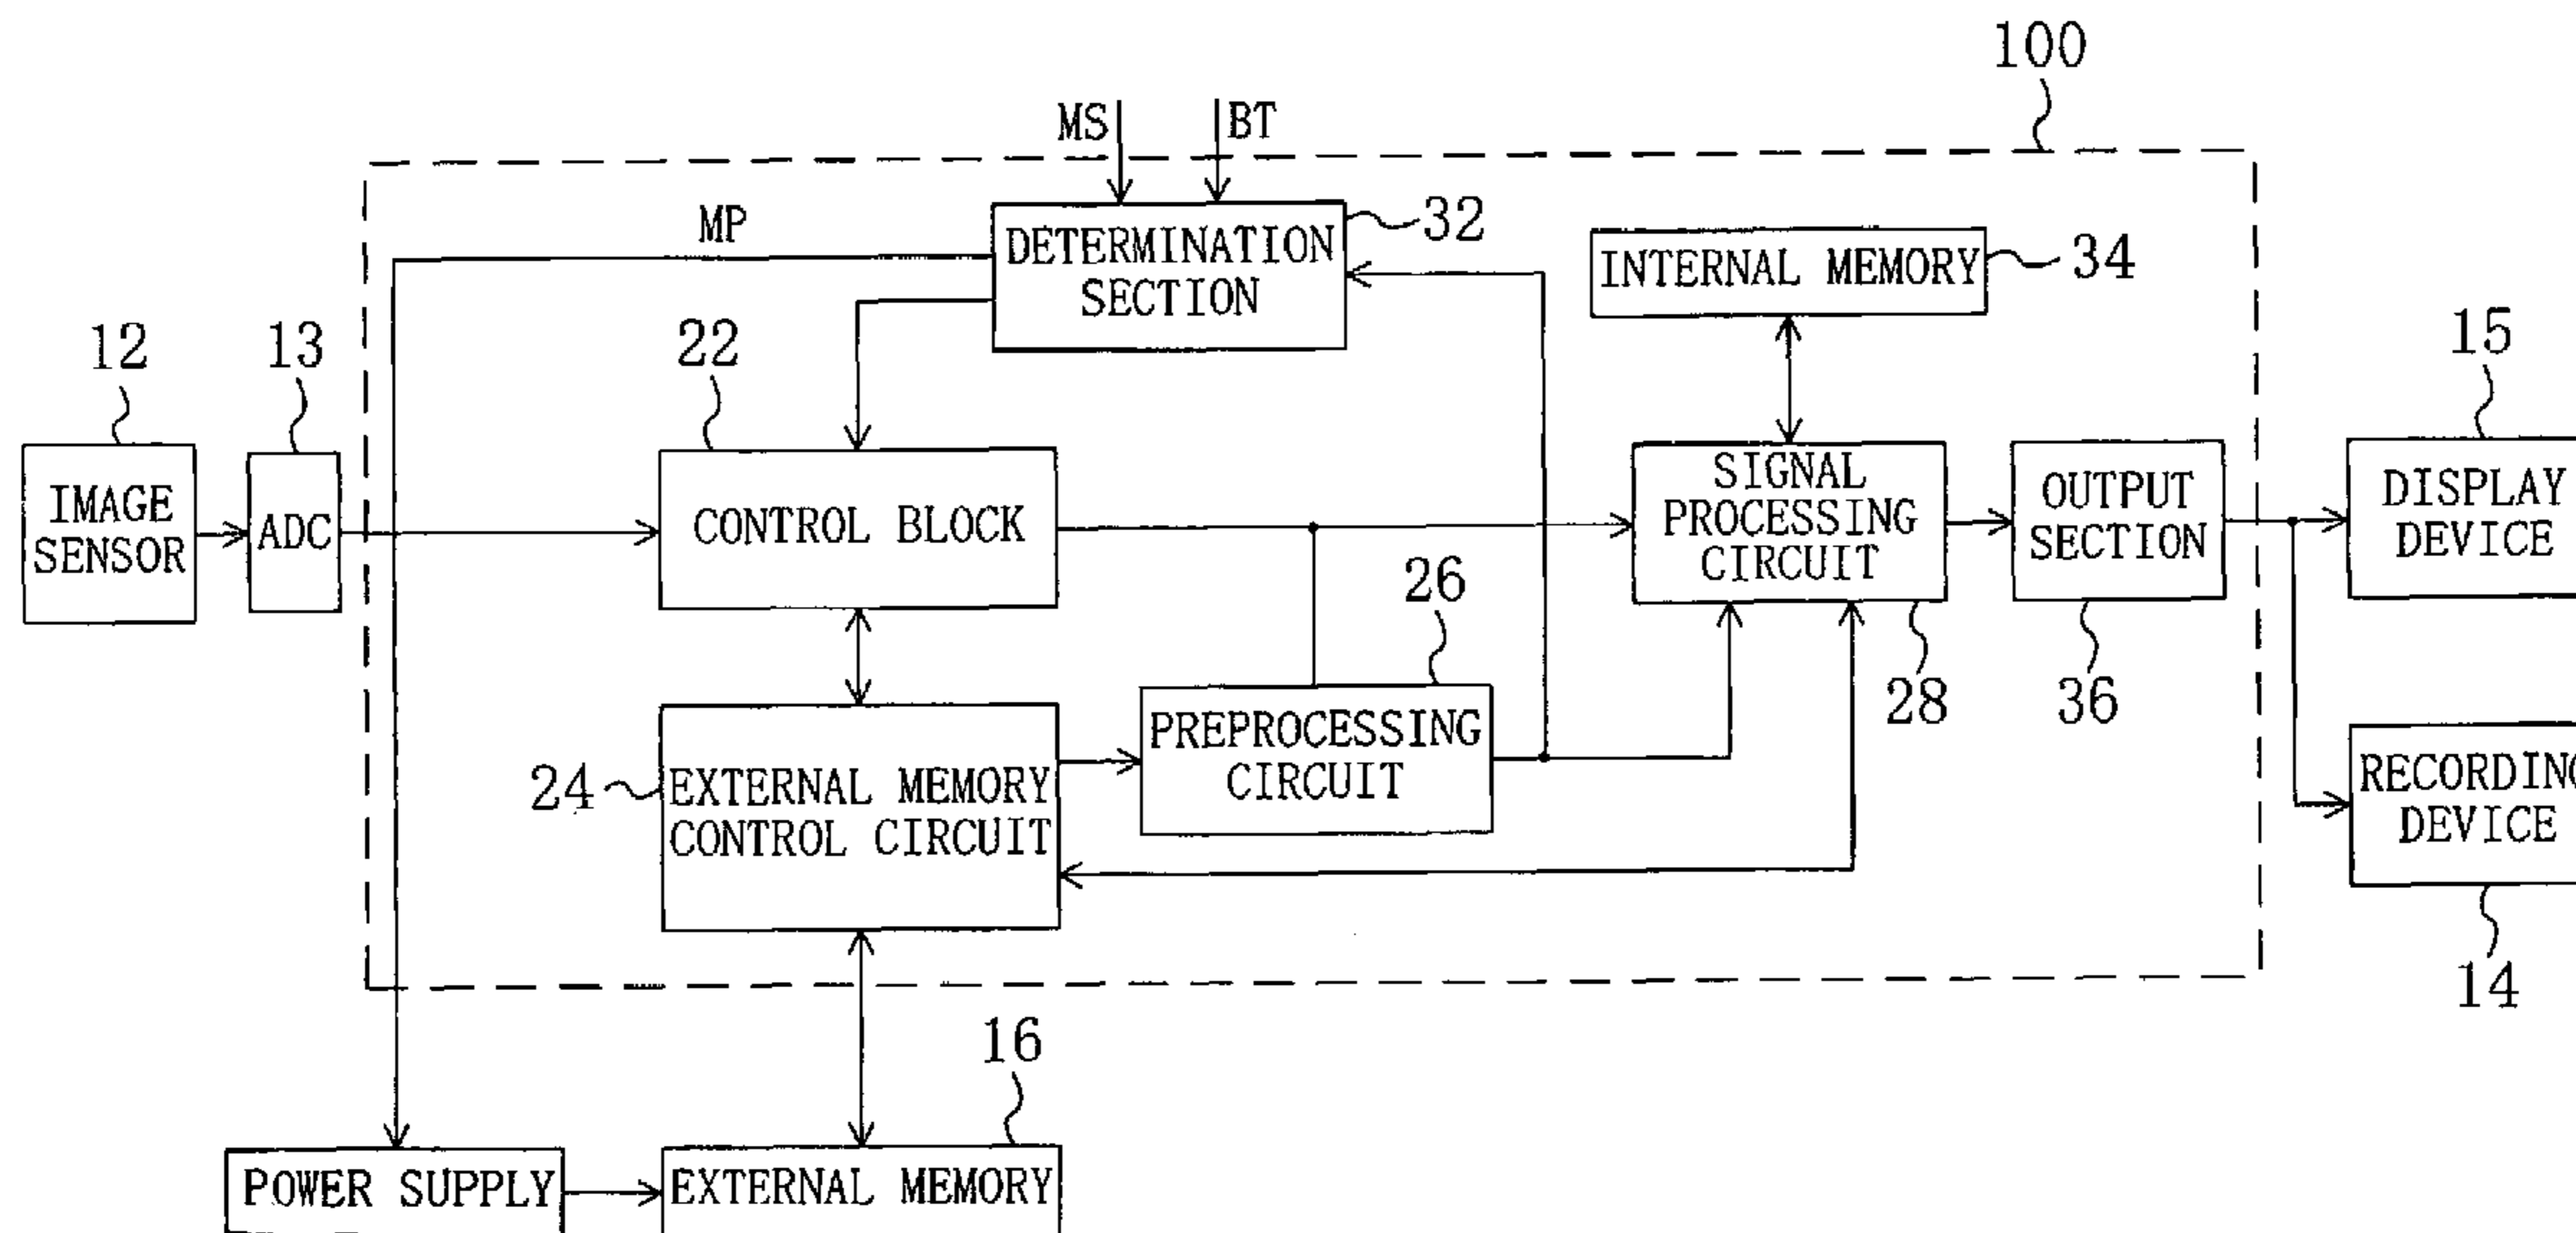 100
MS
BT
MP
DETERMINATION
SECTION
32
INTERNAL MEMORY
34
12
13
22
15
IMAGE
SENSOR
ADC
CONTROL BLOCK
SIGNAL
PROCESSING
CIRCUIT
OUTPUT
SECTION
DISPLAY
DEVICE
26
28
36
24
EXTERNAL MEMORY
CONTROL CIRCUIT
PREPROCESSING
CIRCUIT
RECORDING
DEVICE
14
16
POWER SUPPLY
EXTERNAL MEMORY